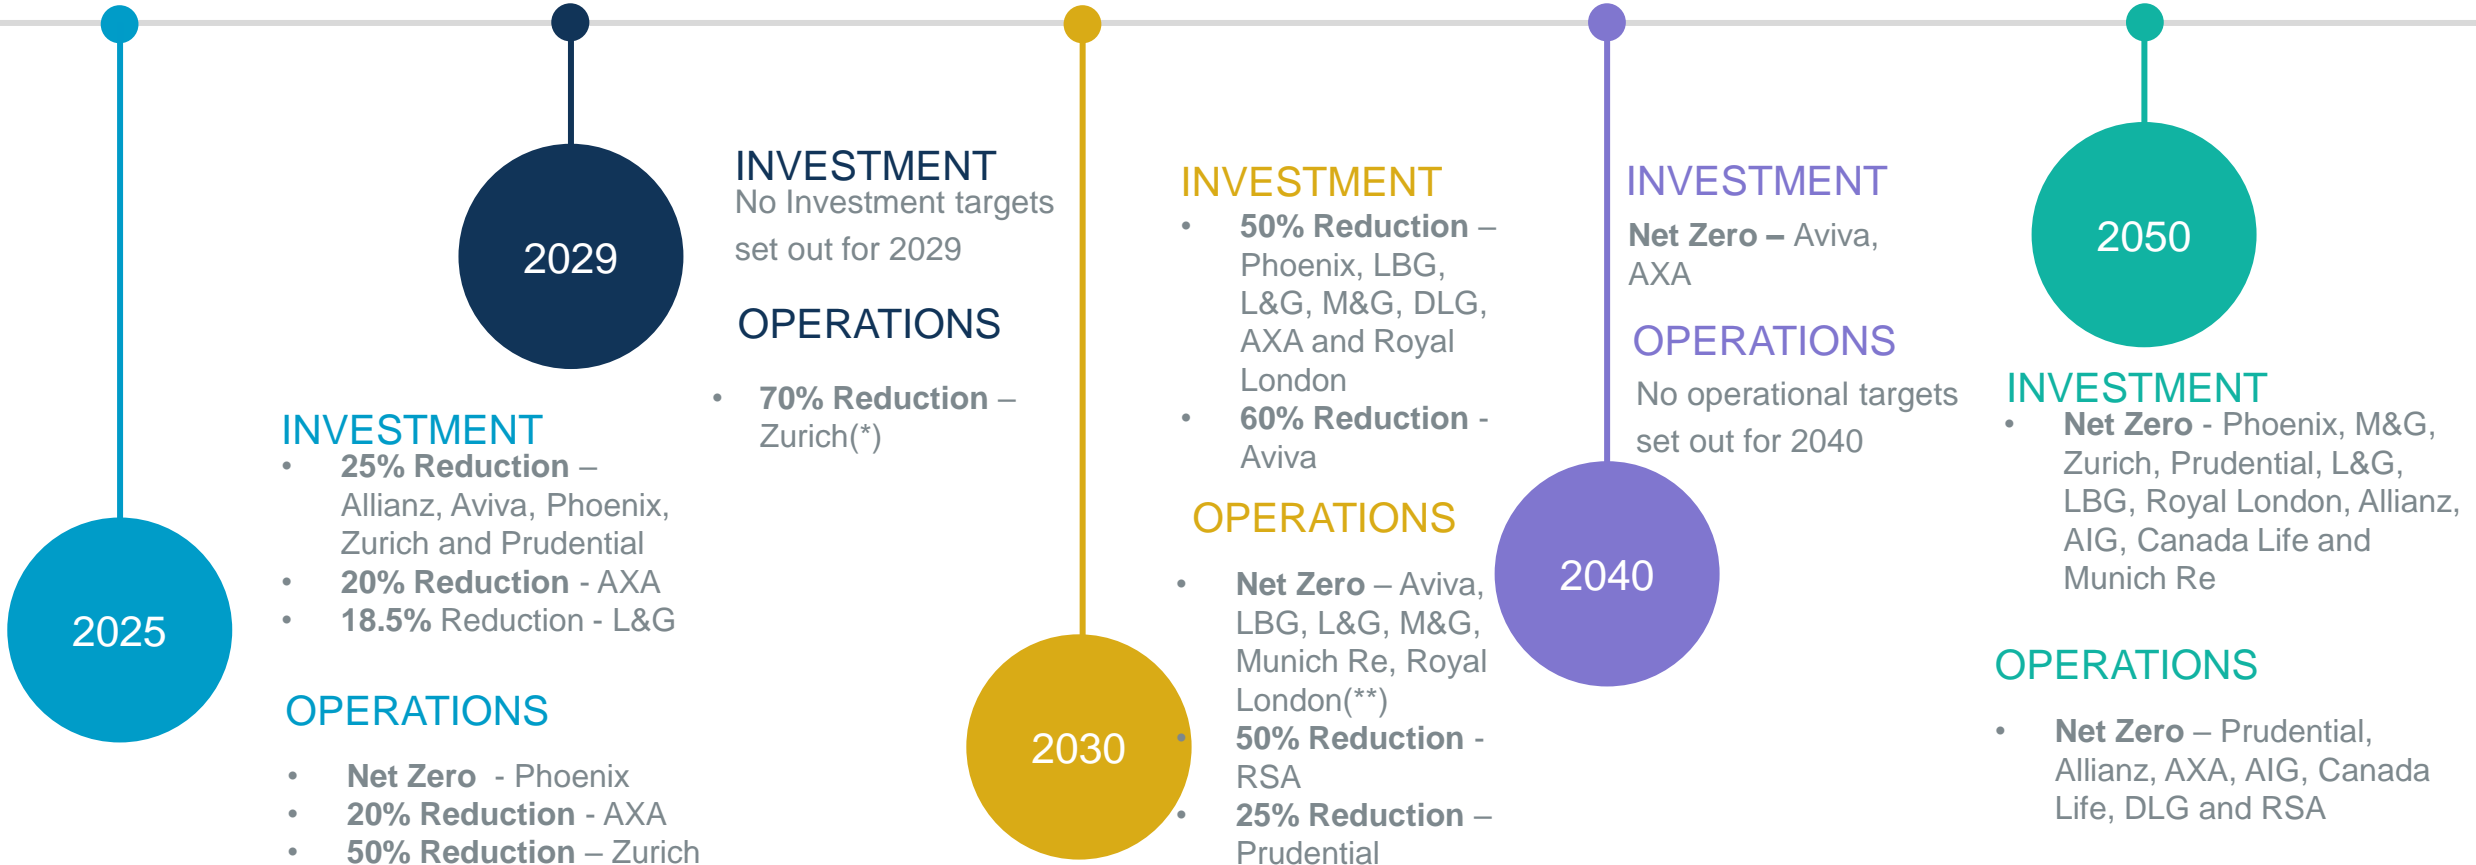 2025
INVESTMENT
• 25% Reduction –
Allianz, Aviva, Phoenix,
Zurich and Prudential
• 20% Reduction - AXA
• 18.5% Reduction - L&G
OPERATIONS
• Net Zero - Phoenix
• 20% Reduction - AXA
• 50% Reduction – Zurich
2029
INVESTMENT
No Investment targets
set out for 2029
OPERATIONS
• 70% Reduction –
Zurich(*)
2030
INVESTMENT
• 50% Reduction –
Phoenix, LBG,
L&G, M&G, DLG,
AXA and Royal
London
• 60% Reduction -
Aviva
OPERATIONS
• Net Zero – Aviva,
LBG, L&G, M&G,
Munich Re, Royal
London(**)
• 50% Reduction -
RSA
• 25% Reduction –
Prudential
2040
INVESTMENT
Net Zero – Aviva,
AXA
OPERATIONS
No operational targets
set out for 2040
2050
INVESTMENT
• Net Zero - Phoenix, M&G,
Zurich, Prudential, L&G,
LBG, Royal London, Allianz,
AIG, Canada Life and
Munich Re
OPERATIONS
• Net Zero – Prudential,
Allianz, AXA, AIG, Canada
Life, DLG and RSA